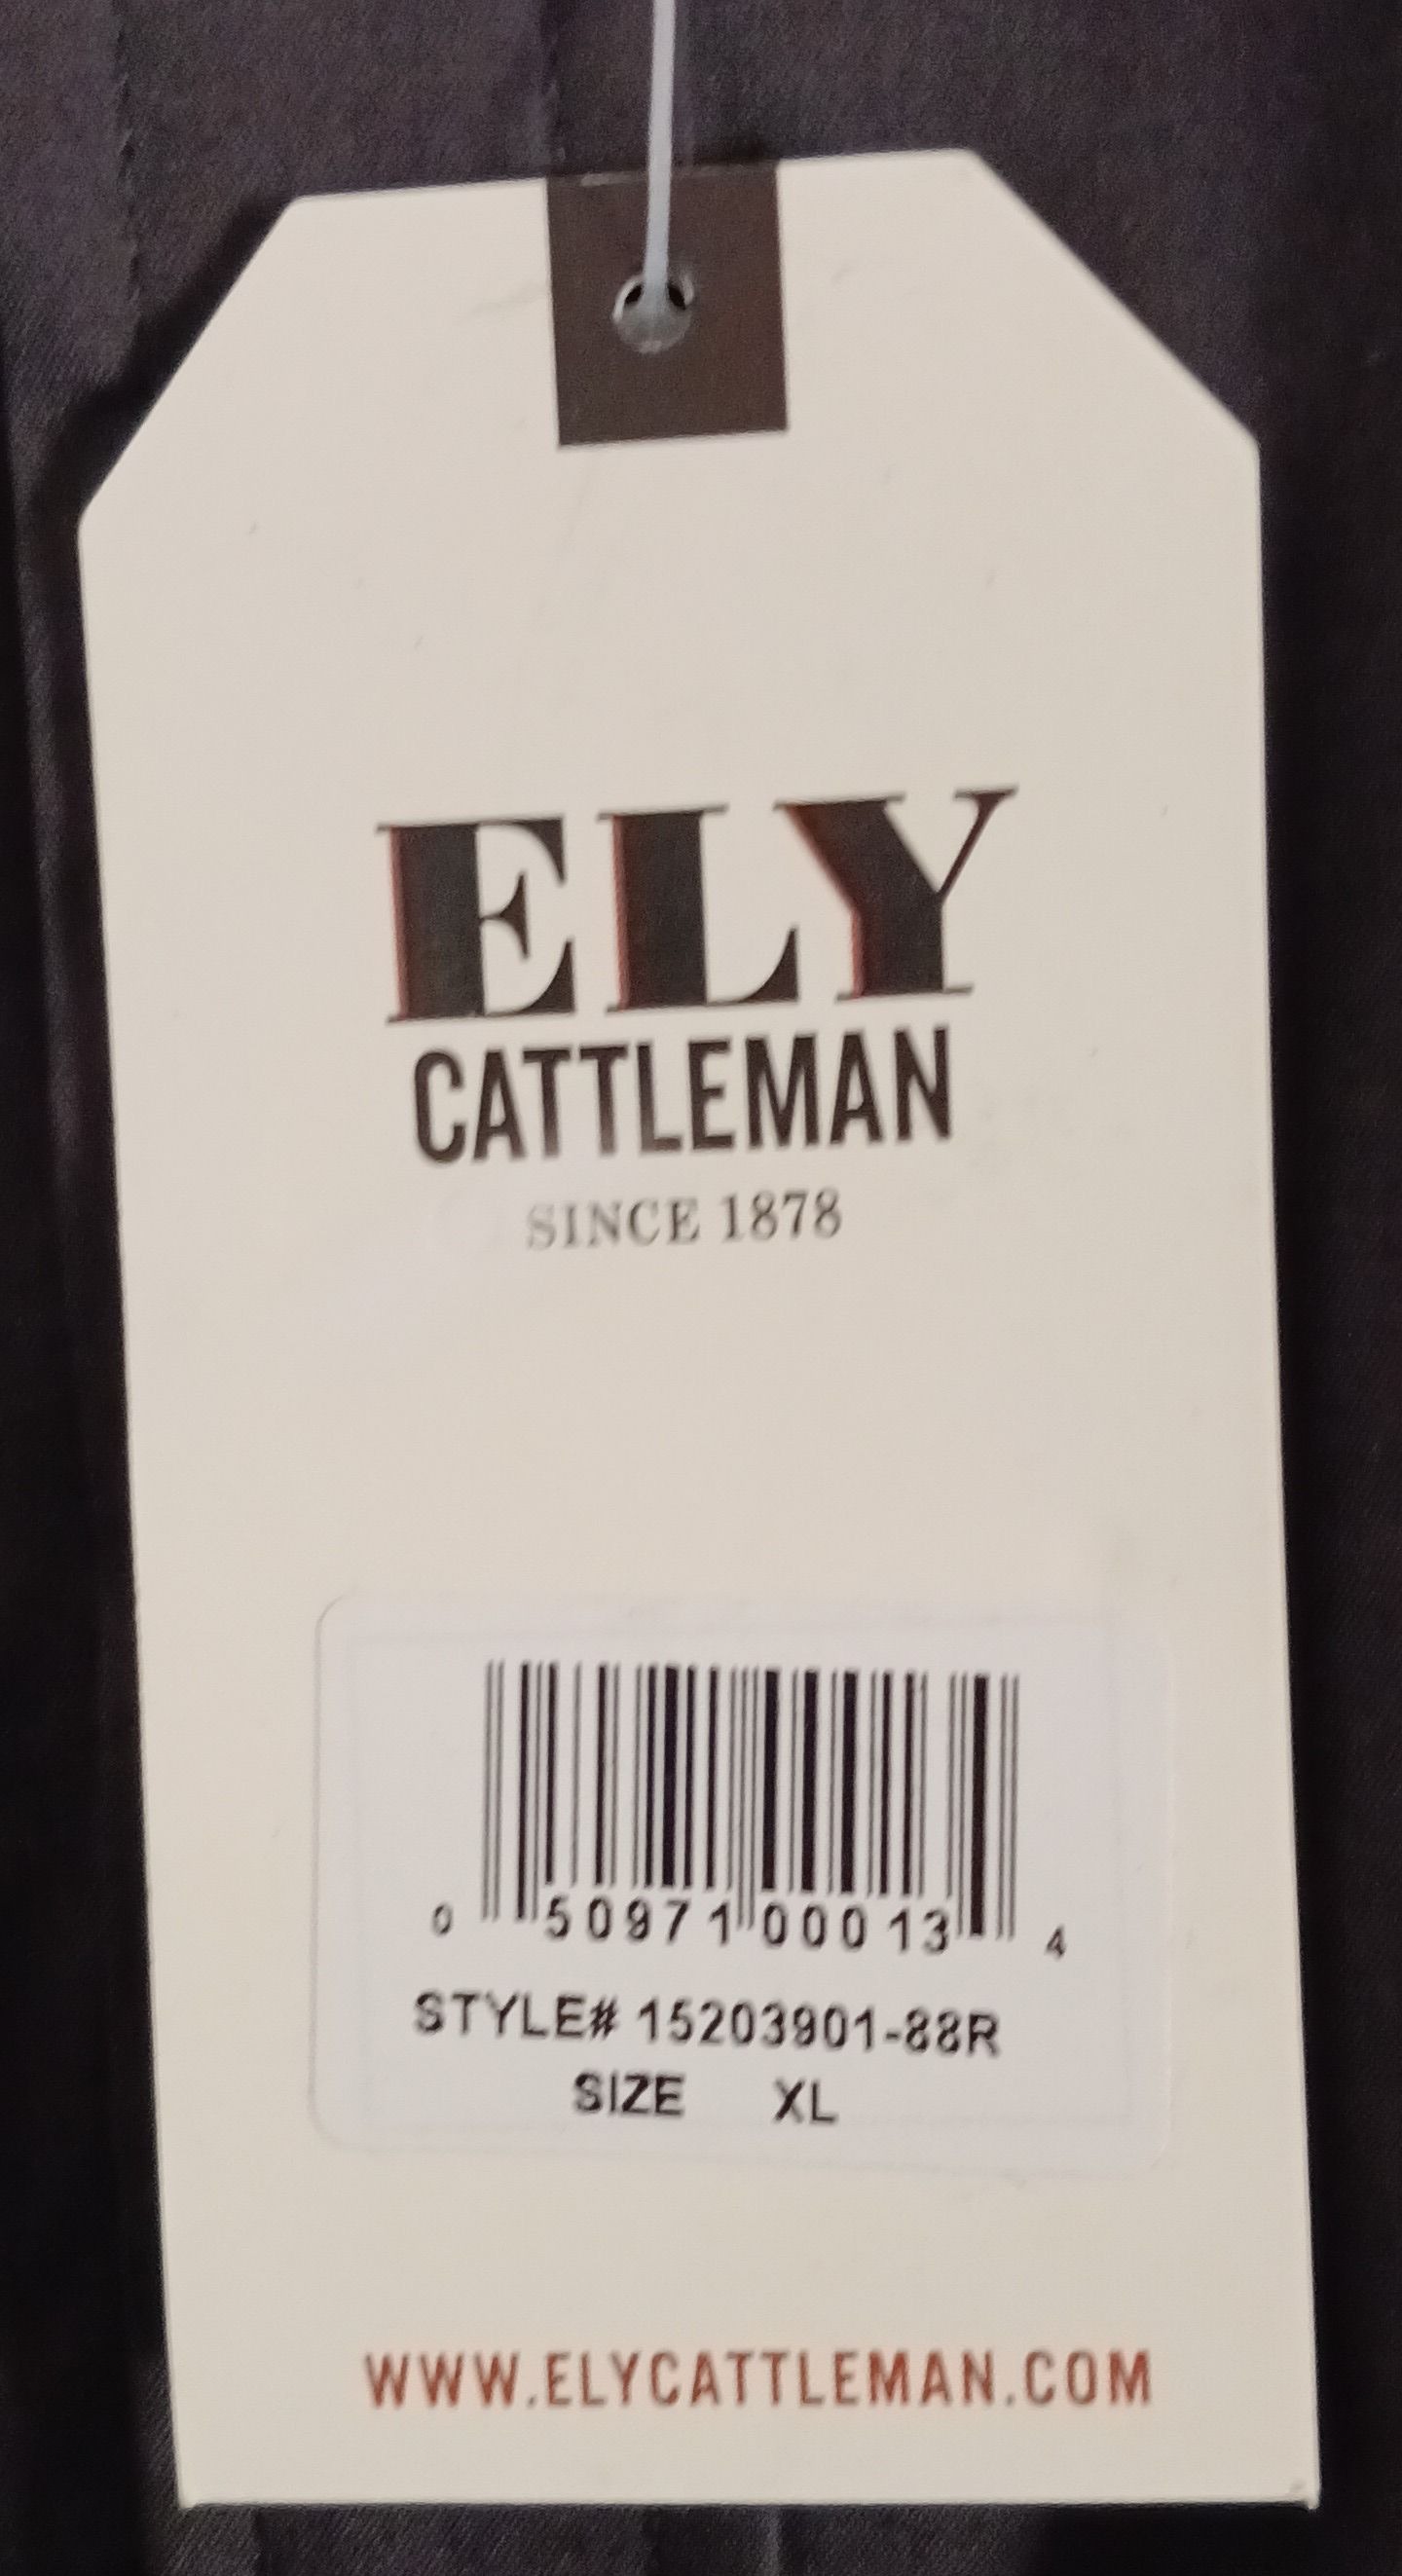 ELY
CATTLEMAN
SINCE 1878
0 50971 00013 4
STYLE# 15203901-88R
SIZE XL
WWW.ELYCATTLEMAN.COM